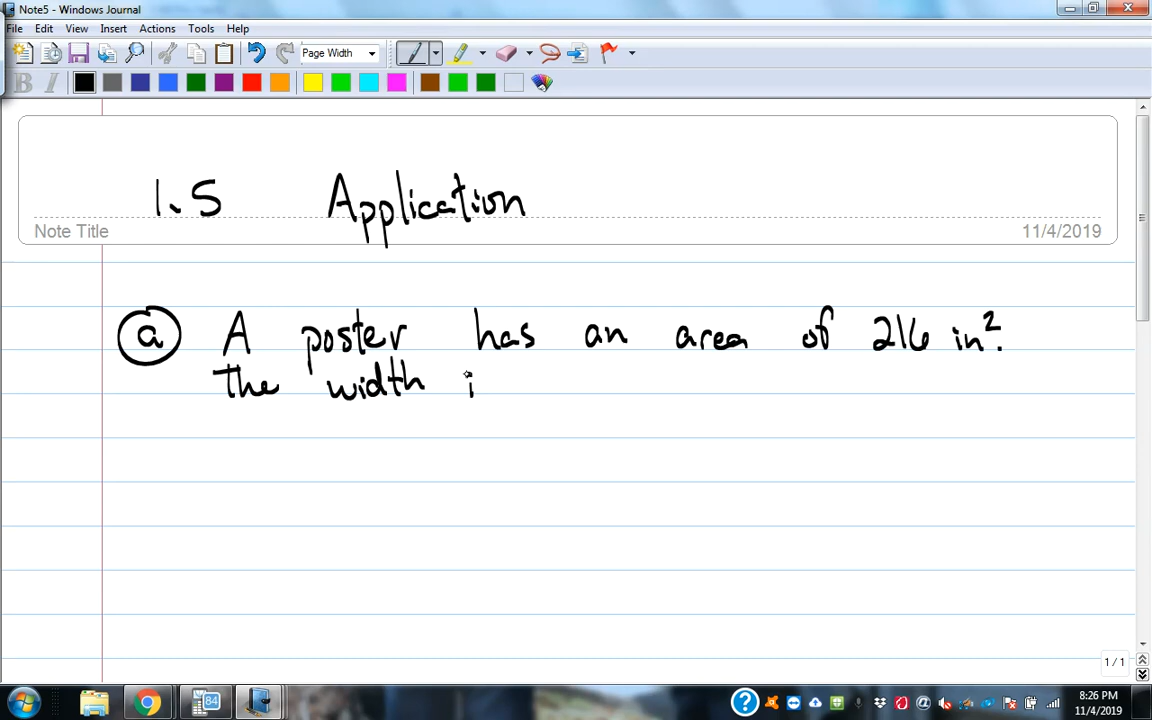 Note5 - Windows Journal
File Edit View Insert Actions Tools Help
Page Width
B I
1.5 Application
Note Title 11/4/2019
a A poster has an area of 216 in².
the width i
1 / 1
84
8:26 PM
11/4/2019